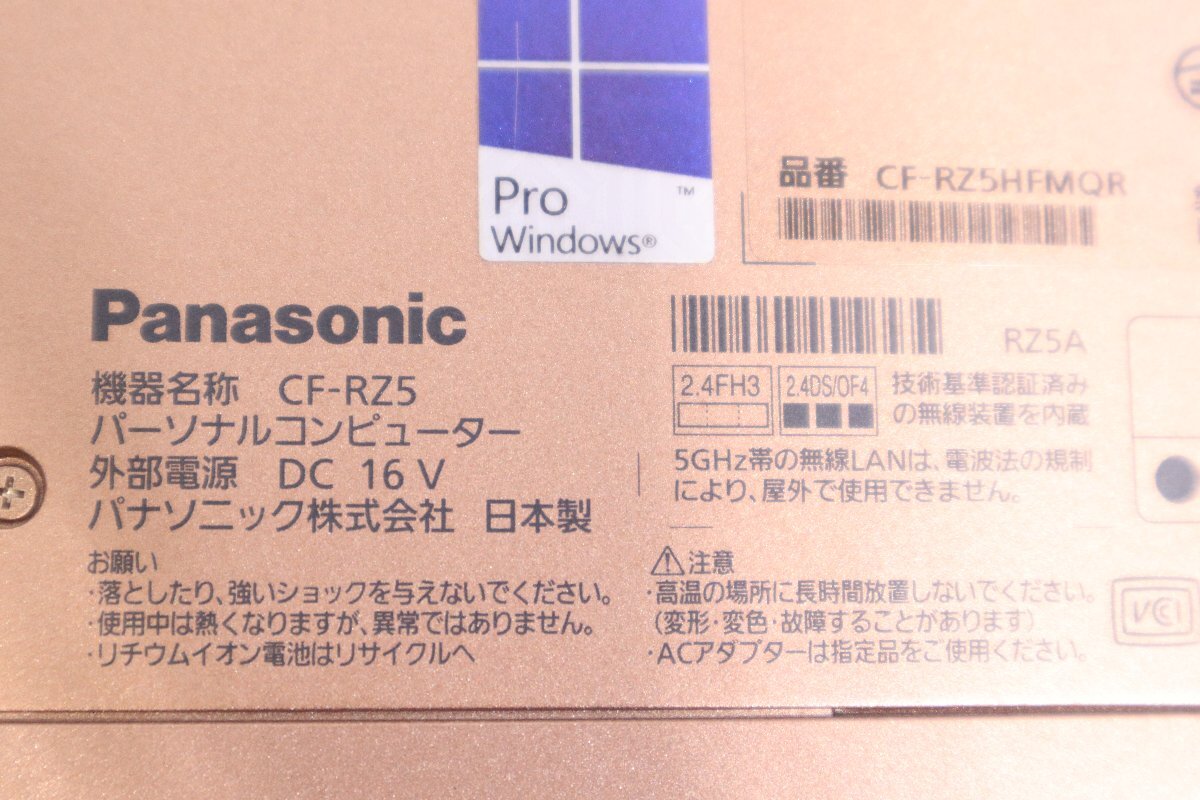 Pro
Windows®
™
品番 CF-RZ5HFMQR
Panasonic
機器名称 CF-RZ5
パーソナルコンピューター
外部電源 DC 16 V
パナソニック株式会社 日本製
RZ5A
2.4FH3
2.4DS/OF4
技術基準認証済み
の無線装置を内蔵
5GHz帯の無線LANは、電波法の規制
により、屋外で使用できません。
お願い
・落としたり、強いショックを与えないでください。
・使用中は熱くなりますが、異常ではありません。
・リチウムイオン電池はリサイクルへ
⚠注意
・高温の場所に長時間放置しないでください。
(変形・変色・故障することがあります)
・ACアダプターは指定品をご使用ください。
VCCI